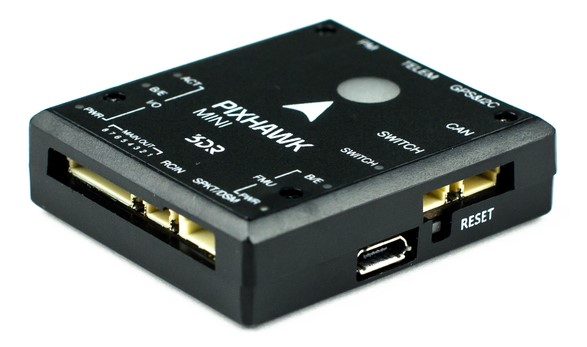 PM
TELEM
GPS&I2C
ACT
B/E
I/O
PWR
MAIN OUT
8 7 6 5 4 3 2 1
RCIN
SPKT/DSM
PIXHAWK
MINI
3DR
SWITCH
CAN
SWITCH
FMU
B/E
PWR
RESET